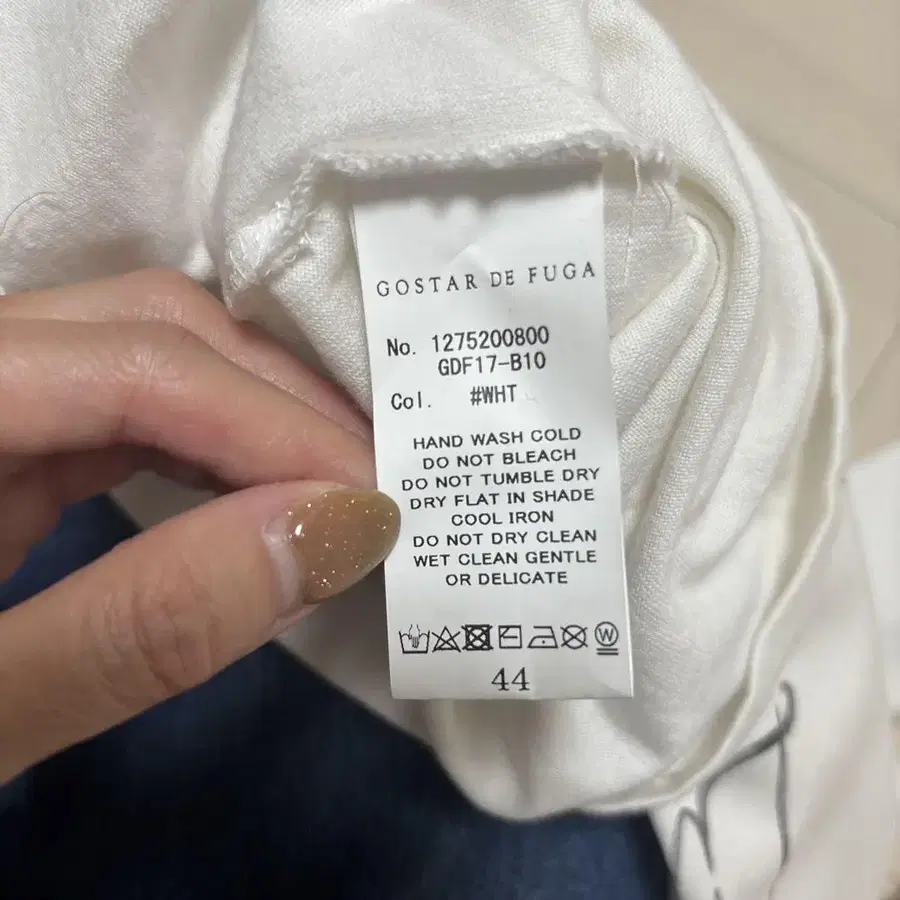 GOSTAR DE FUGA
No. 1275200800
GDF17-B10
Col. #WHT
HAND WASH COLD
DO NOT BLEACH
DO NOT TUMBLE DRY
DRY FLAT IN SHADE
COOL IRON
DO NOT DRY CLEAN
WET CLEAN GENTLE
OR DELICATE
W
44